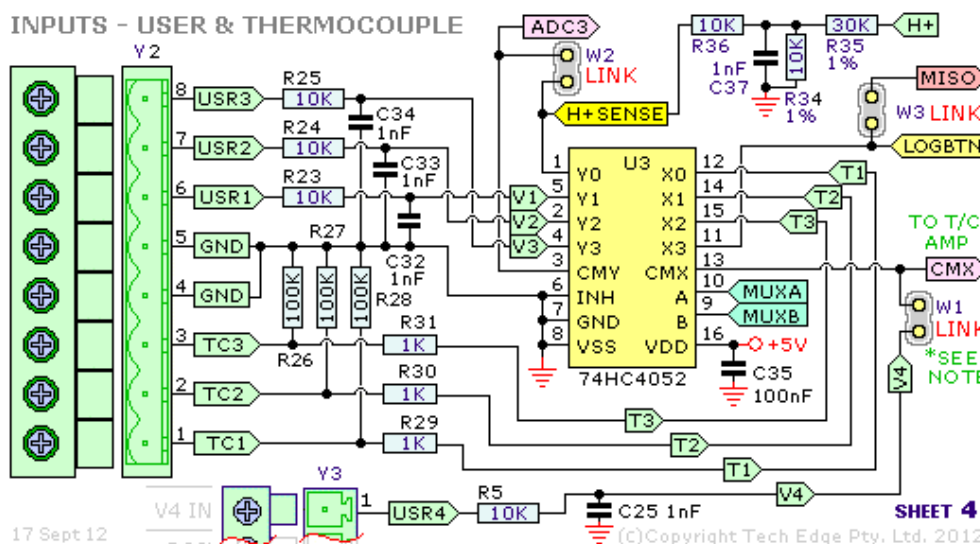 INPUTS - USER & THERMOCOUPLE
Y2
8 USR3 R25 10K
C34 1nF
7 USR2 R24 10K
C33 1nF
6 USR1 R23 10K
5 GND
R27
C32 1nF
4 GND
100K 100K 100K
R28
R26
3 TC3 R31 1K
2 TC2 R30 1K
1 TC1 R29 1K
ADC3
W2 LINK
H+ SENSE
10K R36
1nF C37
10K R34 1%
30K R35 1%
H+
MISO
W3 LINK
LOGBTN
U3
1 Y0 X0 12 T1
V1 5 Y1 X1 14 T2
V2 2 Y2 X2 15 T3
V3 4 Y3 X3 11
3 CMY CMX 13
6 INH A 10 MUXA
7 GND B 9 MUXB
8 VSS VDD 16 +5V
74HC4052
C35 100nF
TO T/C
AMP
CMX
W1
LINK
*SEE
NOTE
V4
T3
T2
T1
V4
V4 IN
Y3
1 USR4 R5 10K
C25 1nF
SHEET 4
17 Sept 12
(c)Copyright Tech Edge Pty. Ltd. 2012